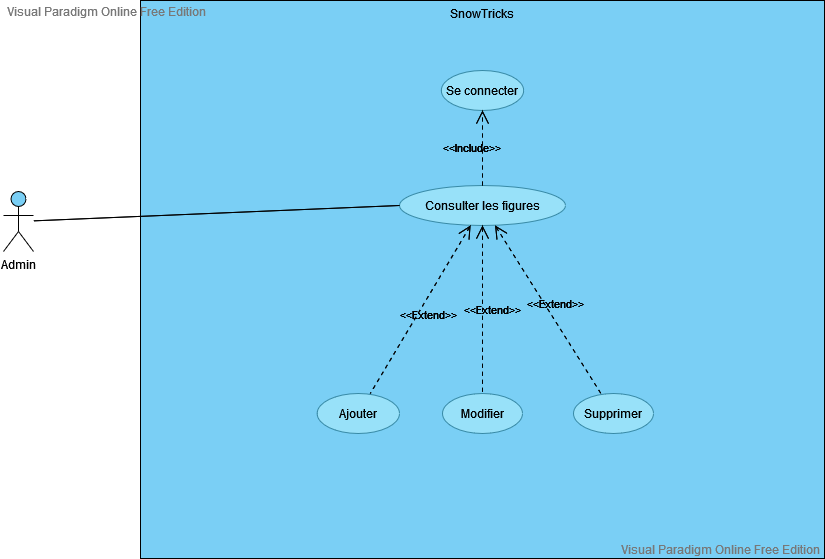 Visual Paradigm Online Free Edition
SnowTricks
Se connecter
<<Include>>
Consulter les figures
Admin
<<Extend>>
<<Extend>>
<<Extend>>
Ajouter
Modifier
Supprimer
Visual Paradigm Online Free Edition